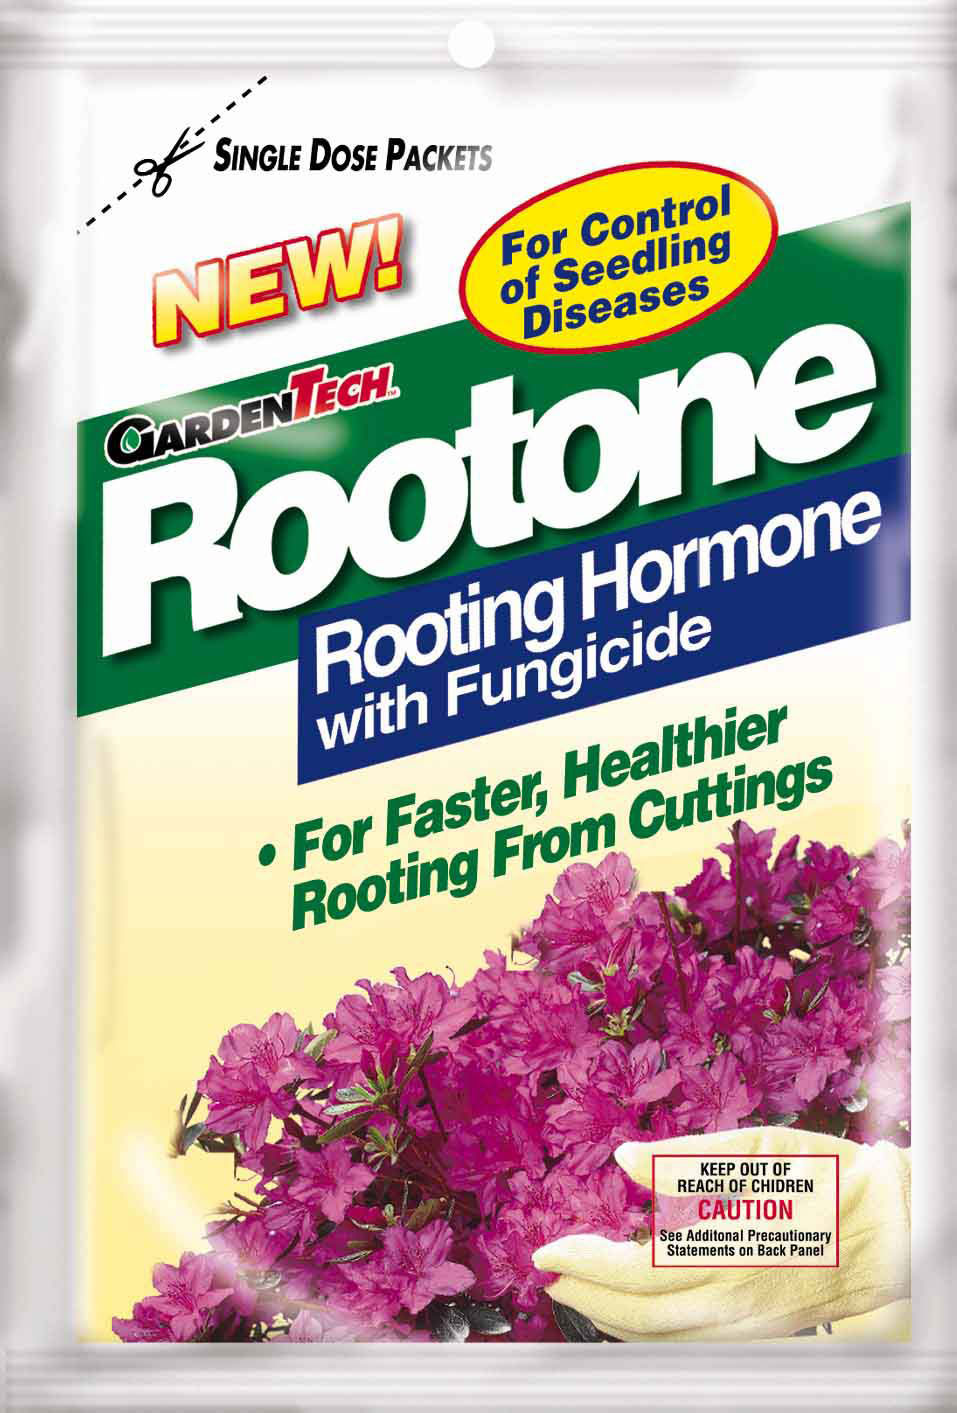 SINGLE DOSE PACKETS
NEW!
For Control
of Seedling
Diseases
GARDENTECH™
Rootone
Rooting Hormone
with Fungicide
• For Faster, Healthier
Rooting From Cuttings
KEEP OUT OF
REACH OF CHIDREN
CAUTION
See Additonal Precautionary
Statements on Back Panel